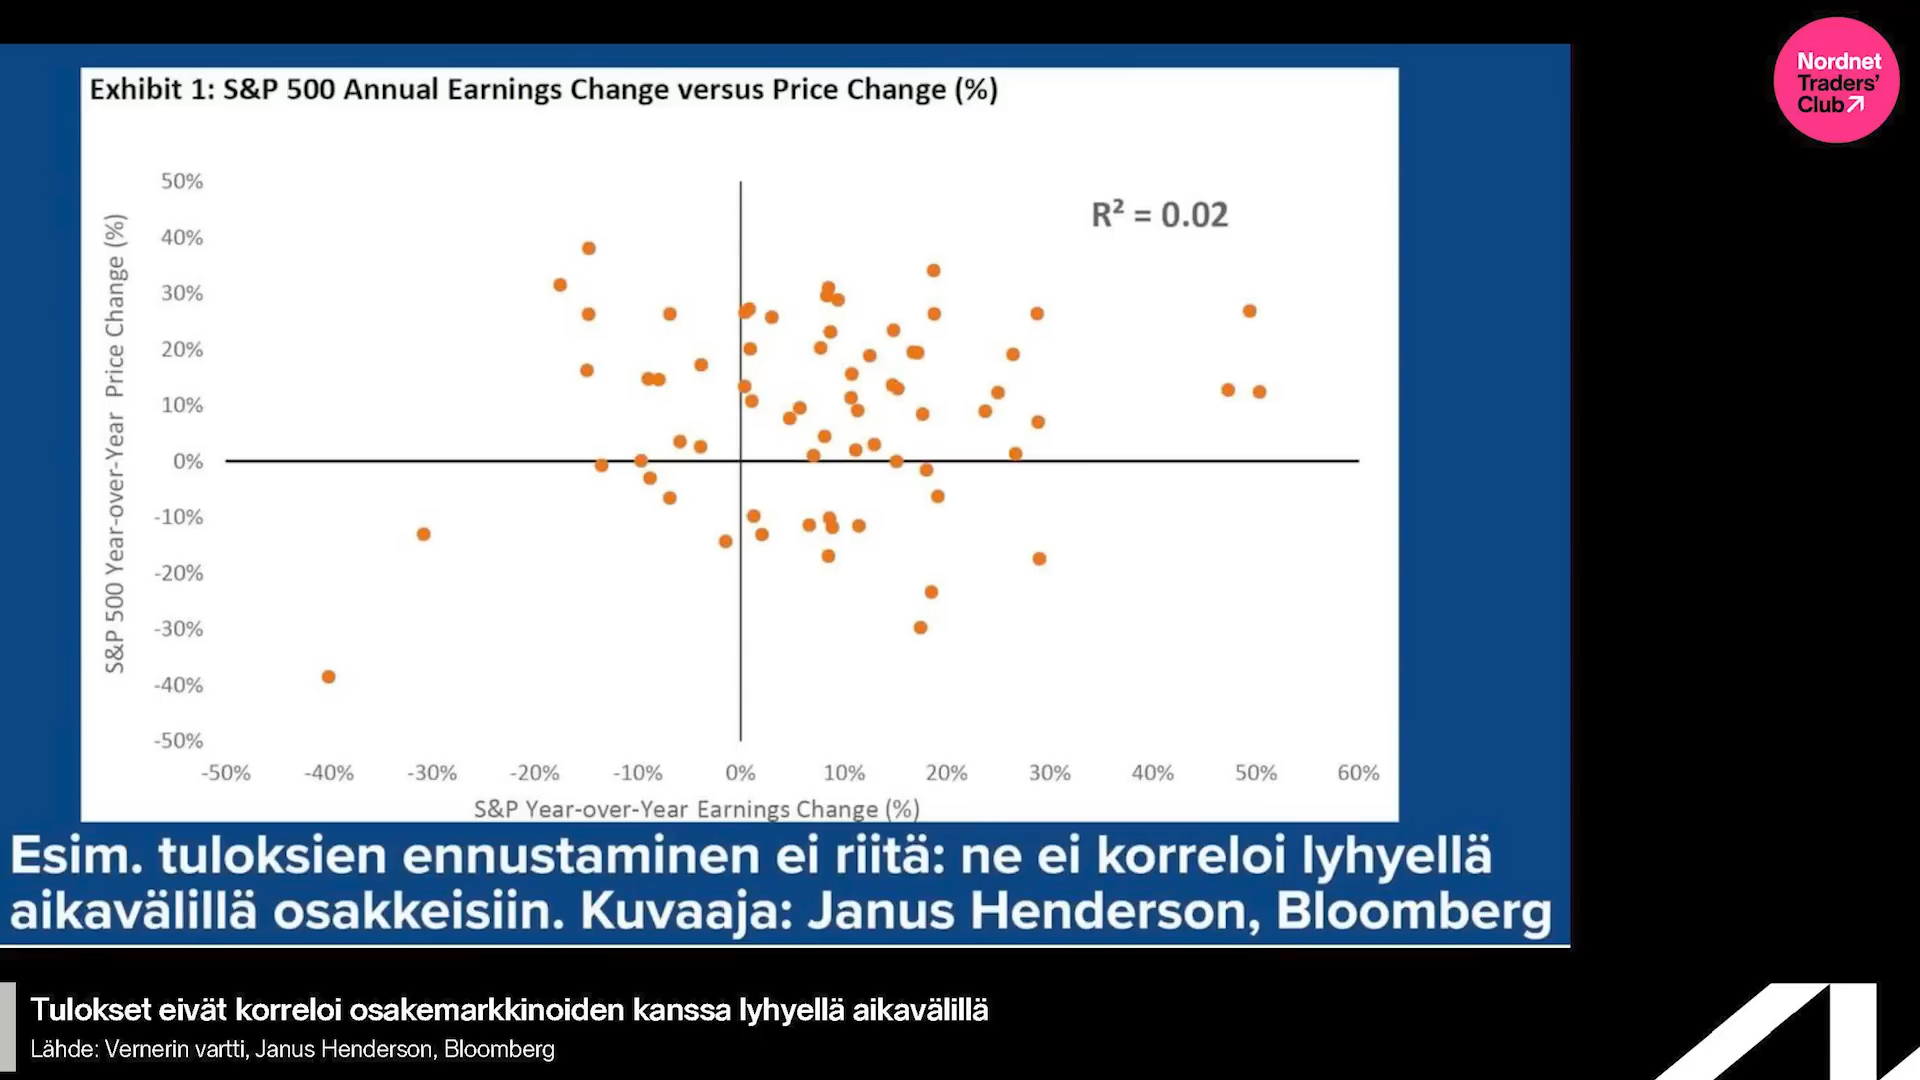 Nordnet
Traders'
Club
Exhibit 1: S&P 500 Annual Earnings Change versus Price Change (%)
R² = 0.02
S&P 500 Year-over-Year Price Change (%)
50%
40%
30%
20%
10%
0%
-10%
-20%
-30%
-40%
-50%
-50% -40% -30% -20% -10% 0% 10% 20% 30% 40% 50% 60%
S&P Year-over-Year Earnings Change (%)
Esim. tuloksien ennustaminen ei riitä: ne ei korreloi lyhyellä
aikavälillä osakkeisiin. Kuvaaja: Janus Henderson, Bloomberg
Tulokset eivät korreloi osakemarkkinoiden kanssa lyhyellä aikavälillä
Lähde: Vernerin vartti, Janus Henderson, Bloomberg